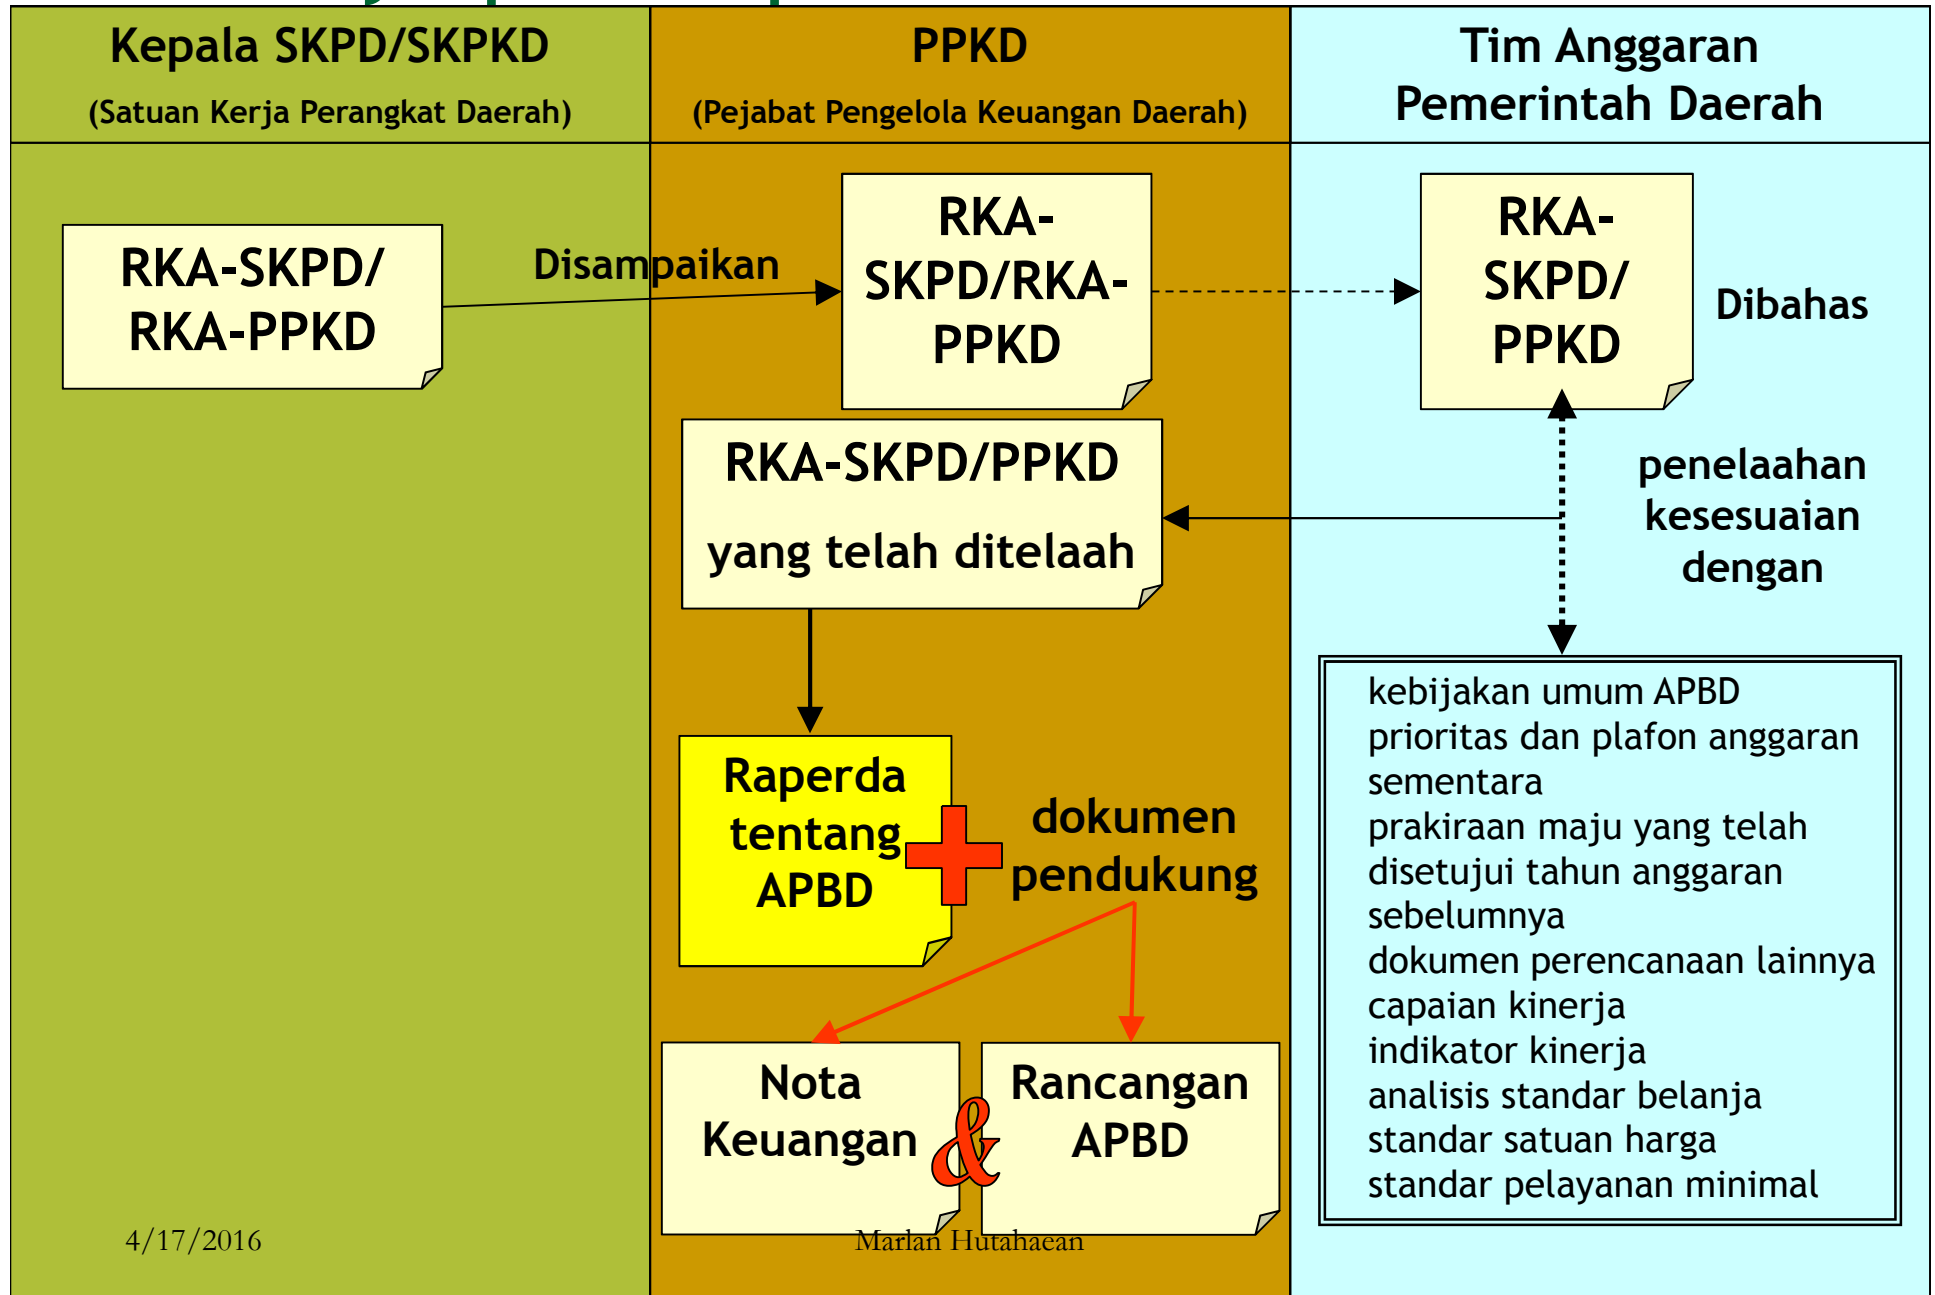 Kepala SKPD/SKPKD
(Satuan Kerja Perangkat Daerah)
PPKD
(Pejabat Pengelola Keuangan Daerah)
Tim Anggaran
Pemerintah Daerah
RKA-SKPD/
RKA-PPKD
Disampaikan
RKA-
SKPD/RKA-
PPKD
RKA-
SKPD/
PPKD
Dibahas
RKA-SKPD/PPKD
yang telah ditelaah
penelaahan
kesesuaian
dengan
Raperda
tentang
APBD
dokumen
pendukung
Nota
Keuangan
&
Rancangan
APBD
kebijakan umum APBD
prioritas dan plafon anggaran
sementara
prakiraan maju yang telah
disetujui tahun anggaran
sebelumnya
dokumen perencanaan lainnya
capaian kinerja
indikator kinerja
analisis standar belanja
standar satuan harga
standar pelayanan minimal
4/17/2016
Marlan Hutahaean